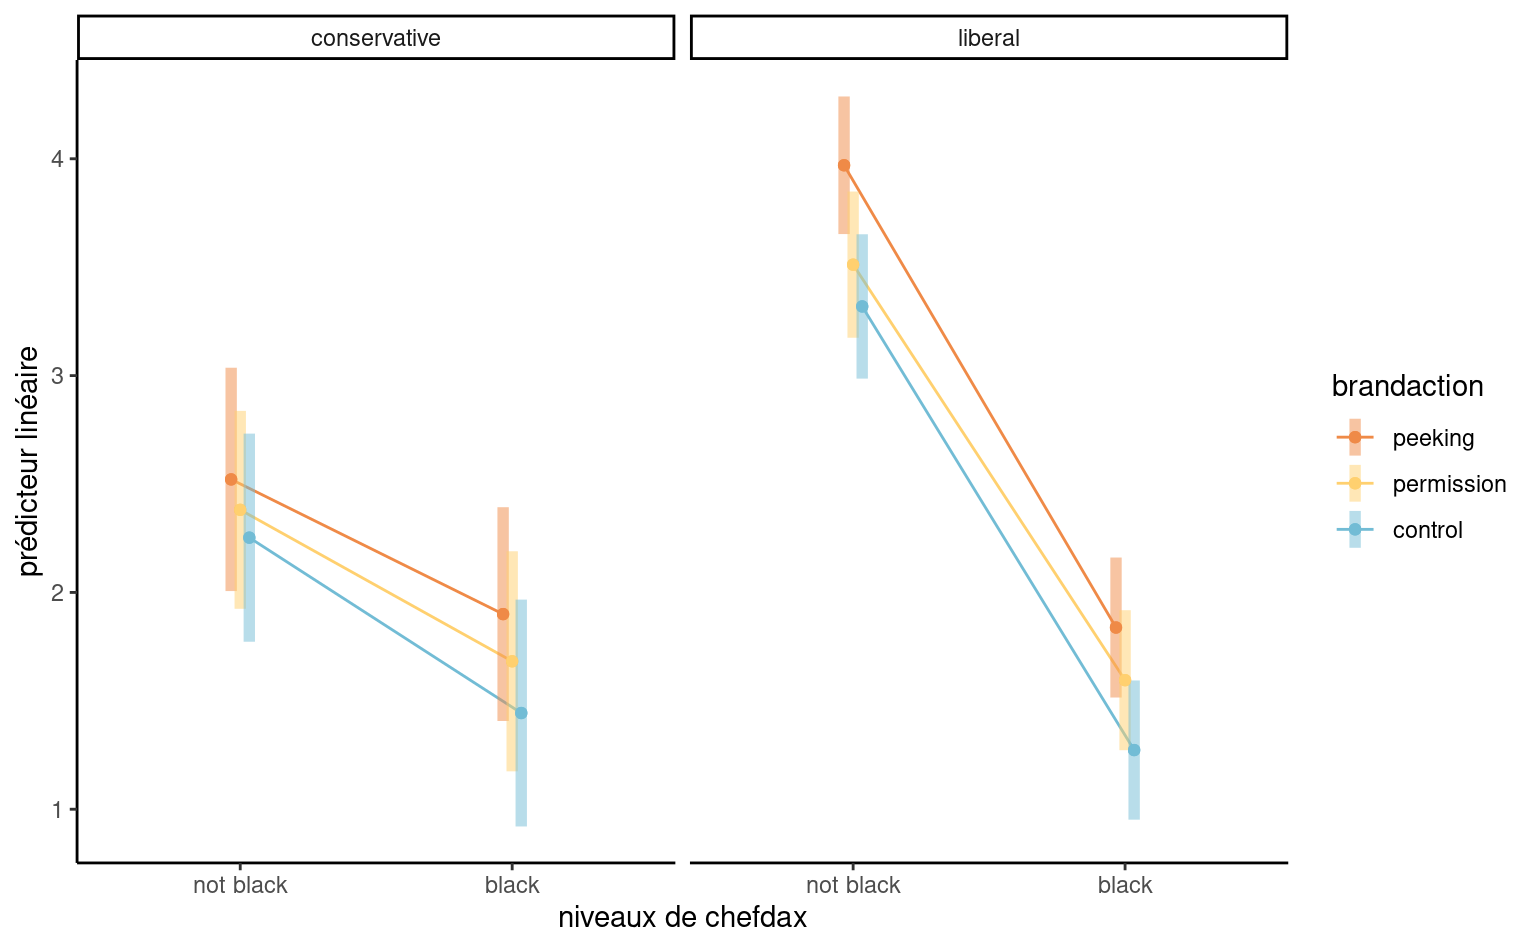 conservative
liberal
4
3
2
1
prédicteur linéaire
not black
black
not black
black
niveaux de chefdax
brandaction
peeking
permission
control